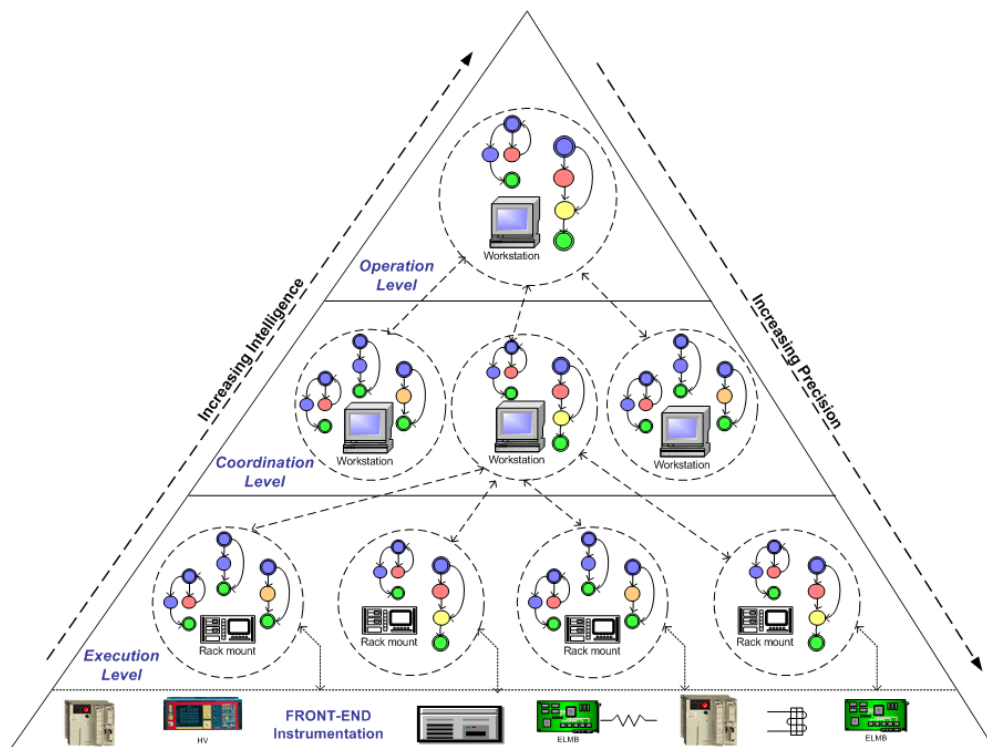 Workstation
Operation
Level
Increasing Intelligence
Increasing Precision
Workstation
Workstation
Workstation
Coordination
Level
Rack mount
Rack mount
Rack mount
Rack mount
Execution
Level
FRONT-END
Instrumentation
HV
ELMB
ELMB